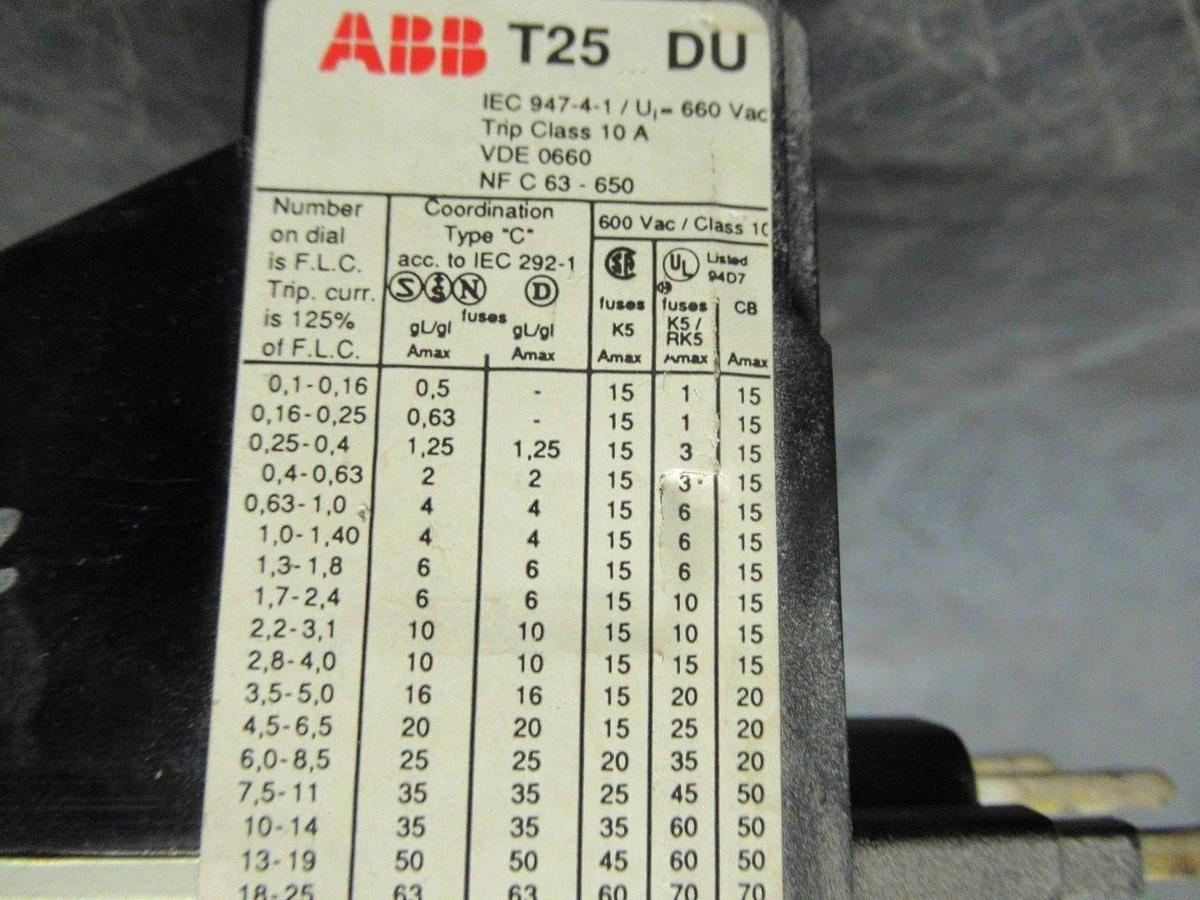 ABB T25 DU
IEC 947-4-1 / Ui= 660 Vac
Trip Class 10 A
VDE 0660
NF C 63 - 650
Number on dial is F.L.C. Trip. curr. is 125% of F.L.C.
Coordination Type "C" acc. to IEC 292-1
S N D
fuses
gL/gl gL/gl
Amax Amax
600 Vac / Class 10
SP fuses K5 Amax
UL Listed 94D7
fuses K5 / RK5 Amax
CB Amax
0,1-0,16 0,5 - 15 1 15
0,16-0,25 0,63 - 15 1 15
0,25-0,4 1,25 1,25 15 3 15
0,4-0,63 2 2 15 3 15
0,63-1,0 4 4 15 6 15
1,0-1,40 4 4 15 6 15
1,3-1,8 6 6 15 6 15
1,7-2,4 6 6 15 10 15
2,2-3,1 10 10 15 10 15
2,8-4,0 10 10 15 15 15
3,5-5,0 16 16 15 20 20
4,5-6,5 20 20 15 25 20
6,0-8,5 25 25 20 35 20
7,5-11 35 35 25 45 50
10-14 35 35 35 60 50
13-19 50 50 45 60 50
18-25 63 63 60 70 70